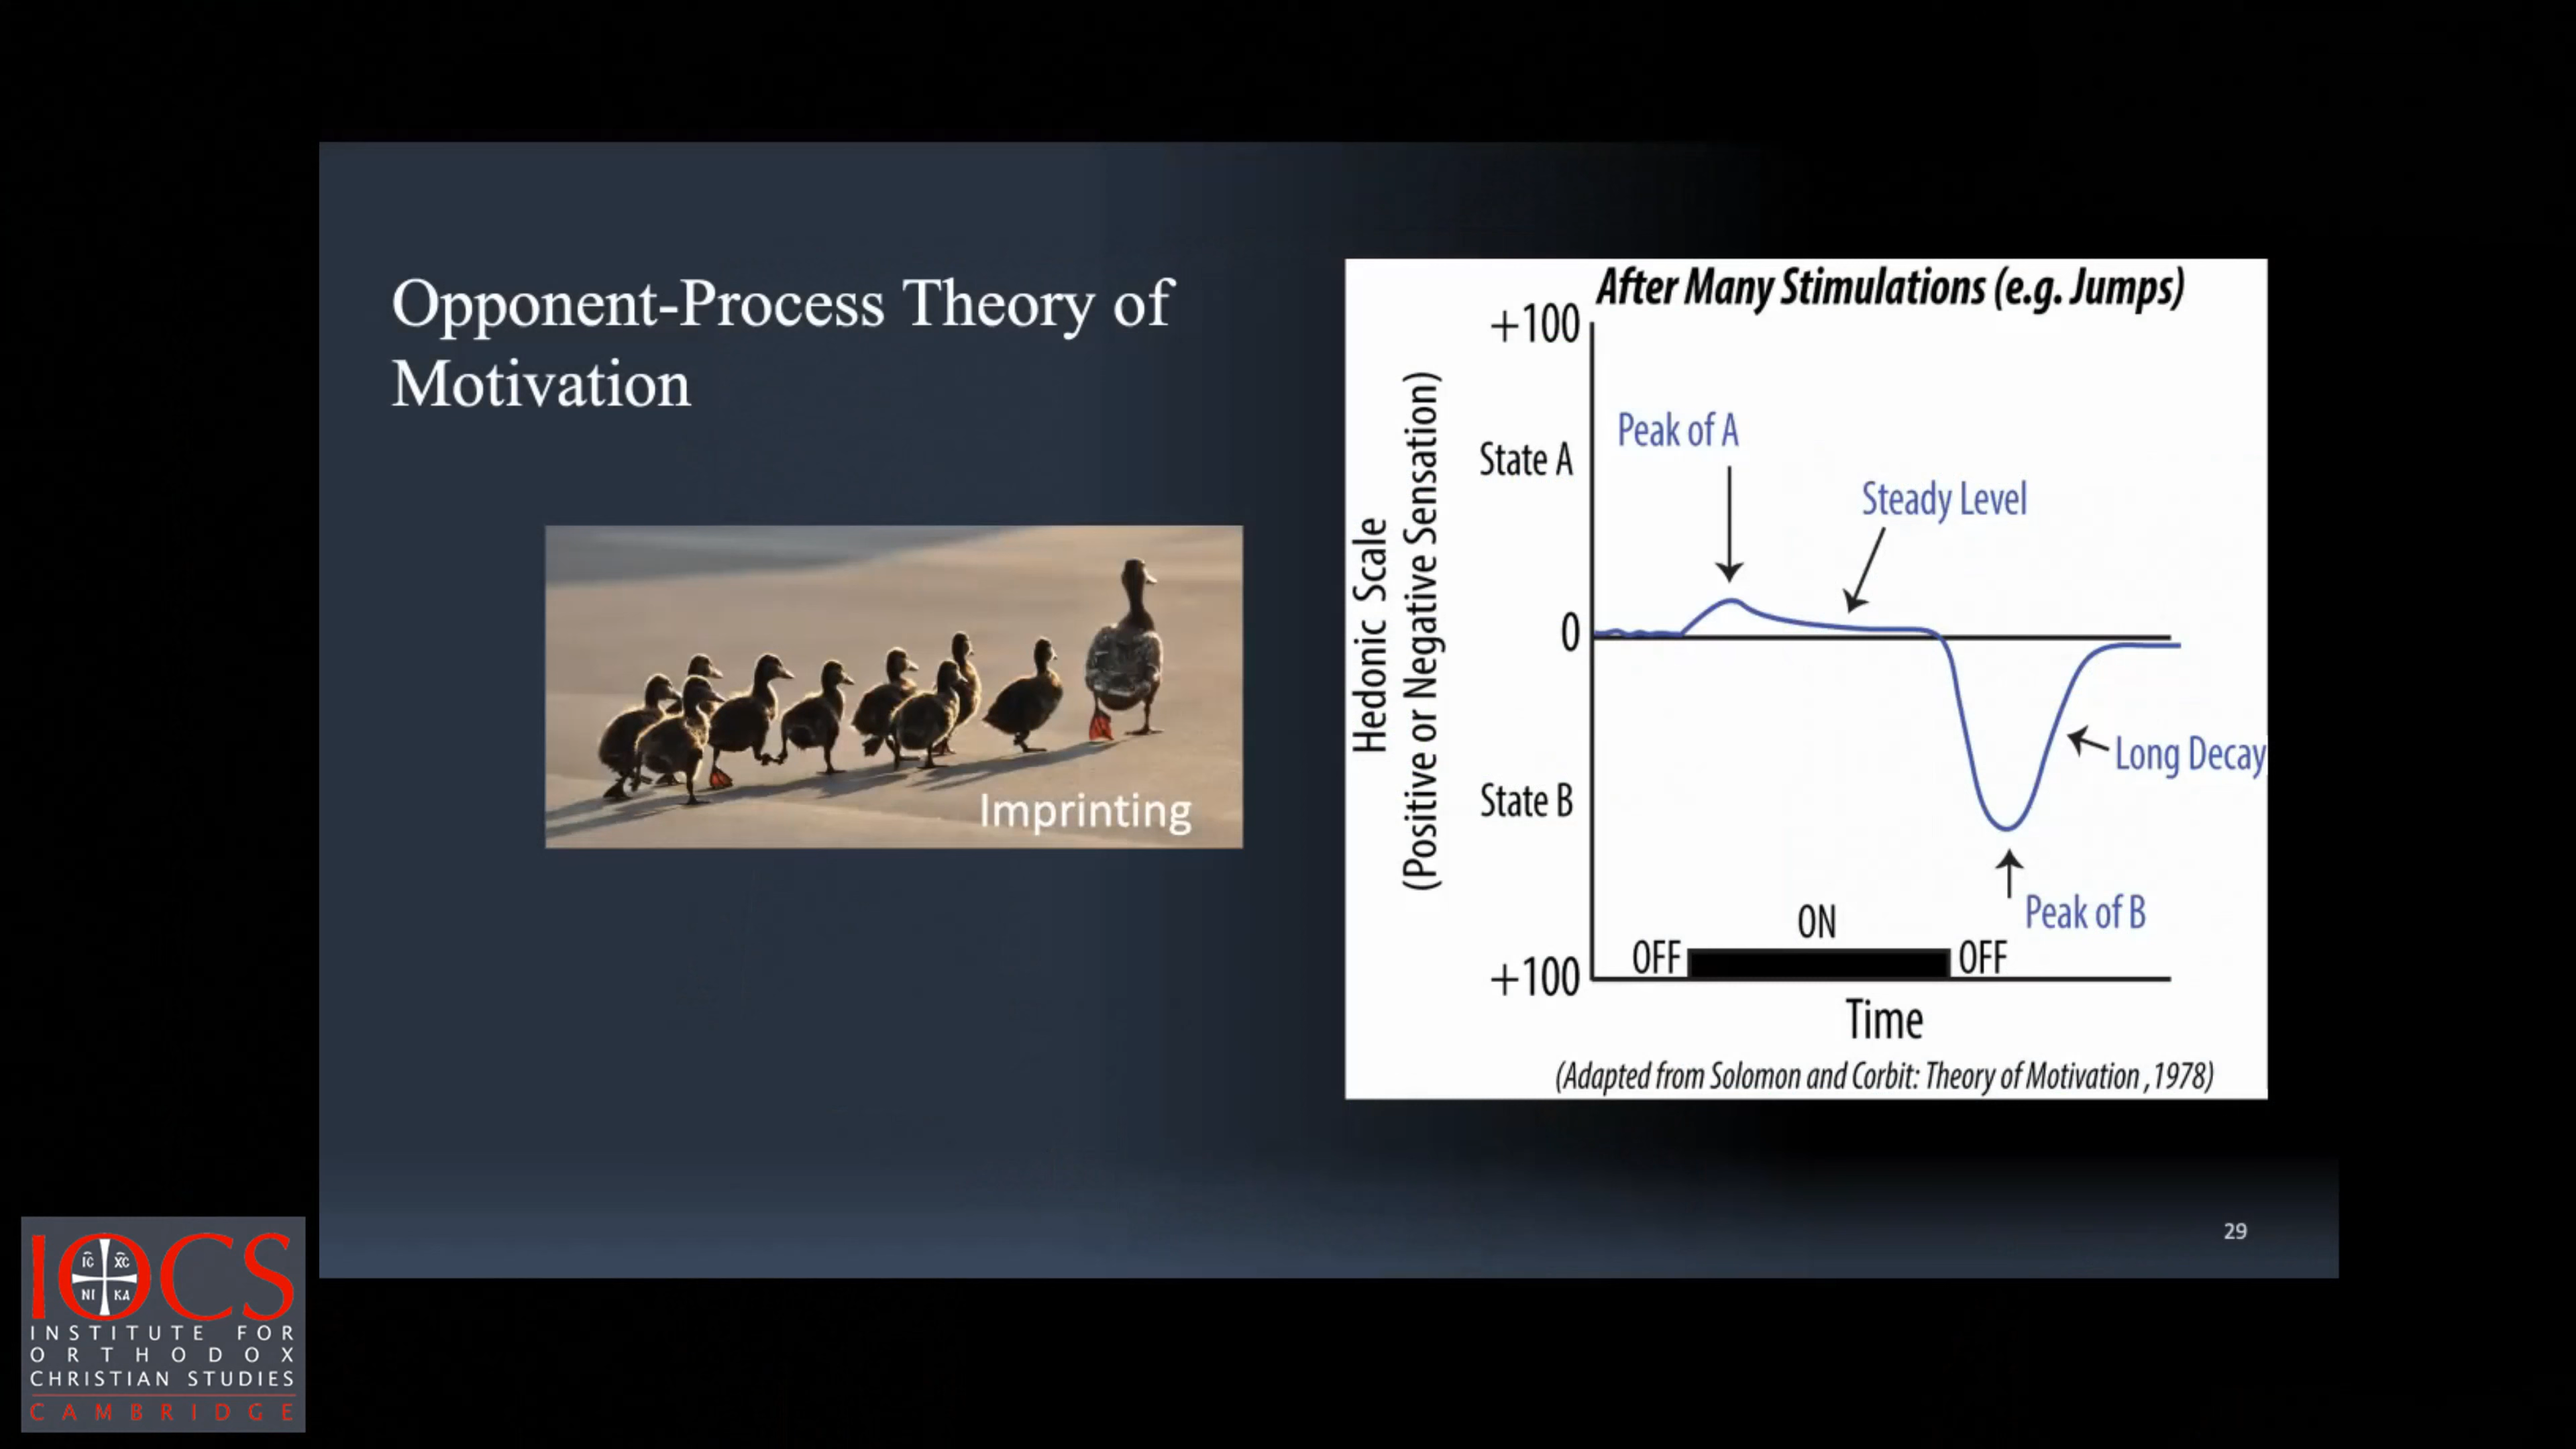 Opponent-Process Theory of
Motivation
Imprinting
After Many Stimulations (e.g. Jumps)
+100
Peak of A
State A
Steady Level
Hedonic Scale
(Positive or Negative Sensation)
0
Long Decay
State B
Peak of B
ON
OFF
OFF
+100
Time
(Adapted from Solomon and Corbit: Theory of Motivation ,1978)
29
IOCS
IC XC
NI KA
INSTITUTE FOR
ORTHODOX
CHRISTIAN STUDIES
CAMBRIDGE